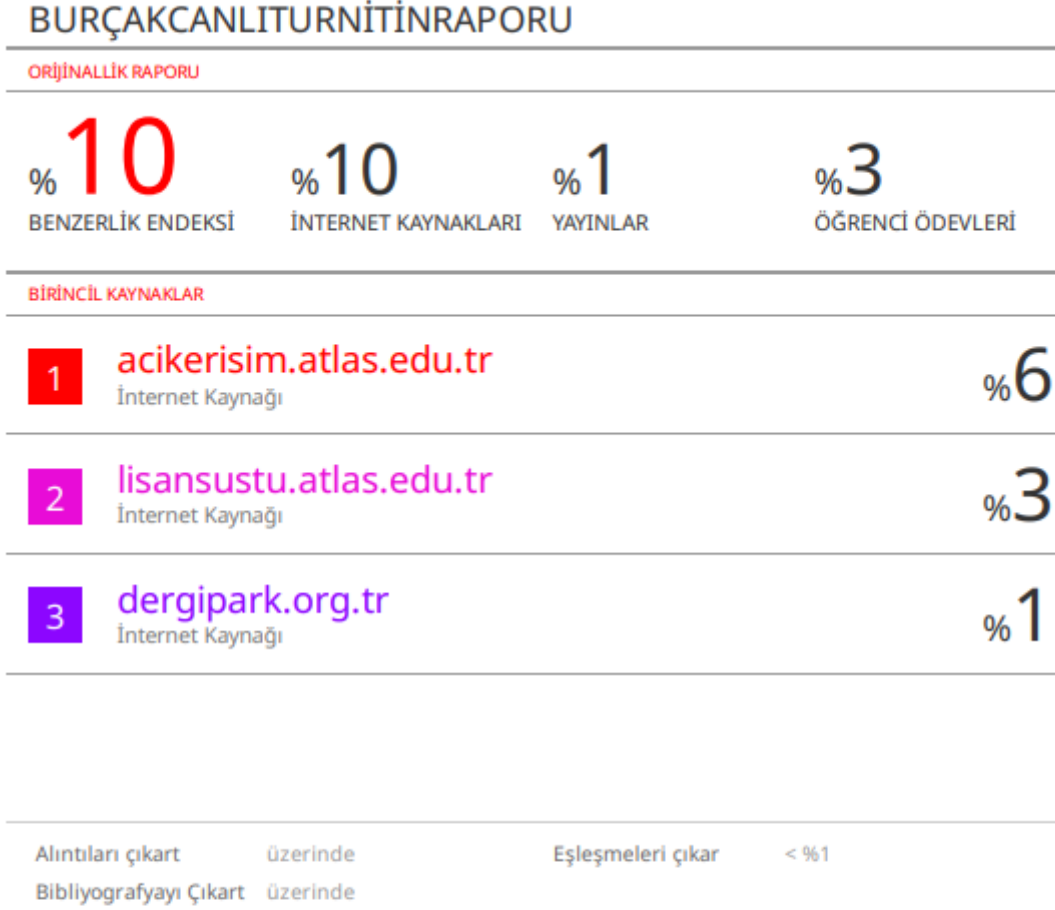 BURÇAKCANLITURNİTİNRAPORU
ORİJİNALLİK RAPORU
%10 %10 %1 %3
BENZERLİK ENDEKSİ İNTERNET KAYNAKLARI YAYINLAR ÖĞRENCİ ÖDEVLERİ
BİRİNCİL KAYNAKLAR
1 acikerisim.atlas.edu.tr %6
İnternet Kaynağı
2 lisansustu.atlas.edu.tr %3
İnternet Kaynağı
3 dergipark.org.tr %1
İnternet Kaynağı
Alıntıları çıkart üzerinde Eşleşmeleri çıkar < %1
Bibliyografyayı Çıkart üzerinde